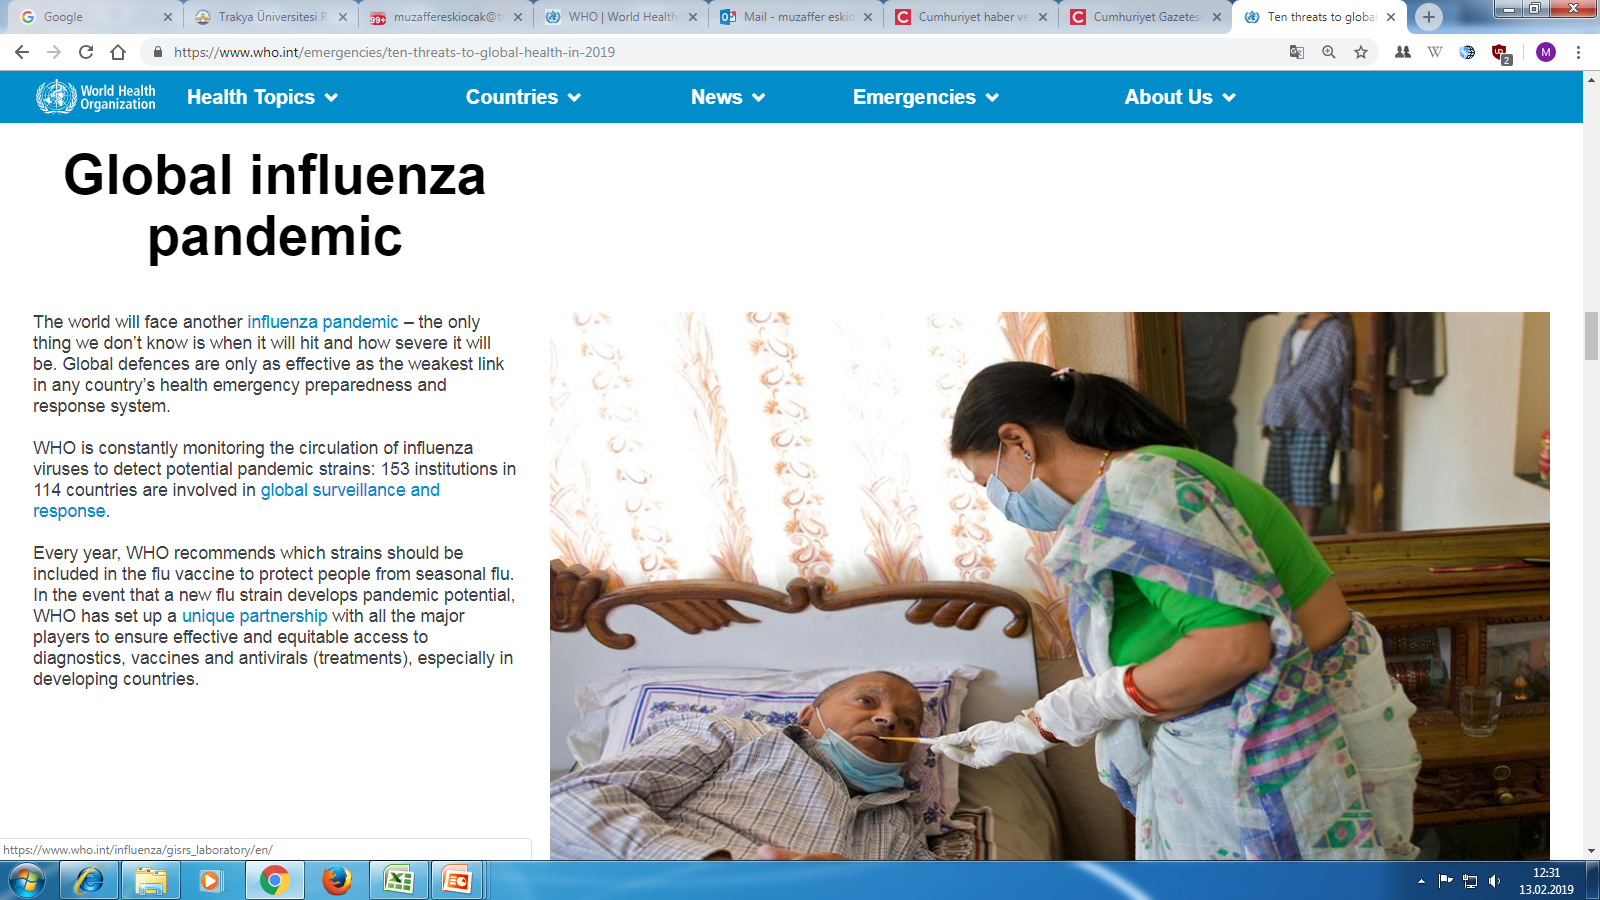 Google
Trakya Üniversitesi R
muzaffereskiocak@tr
WHO | World Health
Mail - muzaffer eskio
Cumhuriyet haber ve
Cumhuriyet Gazetes
Ten threats to global
https://www.who.int/emergencies/ten-threats-to-global-health-in-2019
World Health
Organization
Health Topics
Countries
News
Emergencies
About Us
Global influenza
pandemic
The world will face another influenza pandemic – the only
thing we don’t know is when it will hit and how severe it will
be. Global defences are only as effective as the weakest link
in any country’s health emergency preparedness and
response system.
WHO is constantly monitoring the circulation of influenza
viruses to detect potential pandemic strains: 153 institutions in
114 countries are involved in global surveillance and
response.
Every year, WHO recommends which strains should be
included in the flu vaccine to protect people from seasonal flu.
In the event that a new flu strain develops pandemic potential,
WHO has set up a unique partnership with all the major
players to ensure effective and equitable access to
diagnostics, vaccines and antivirals (treatments), especially in
developing countries.
https://www.who.int/influenza/gisrs_laboratory/en/
12:31
13.02.2019